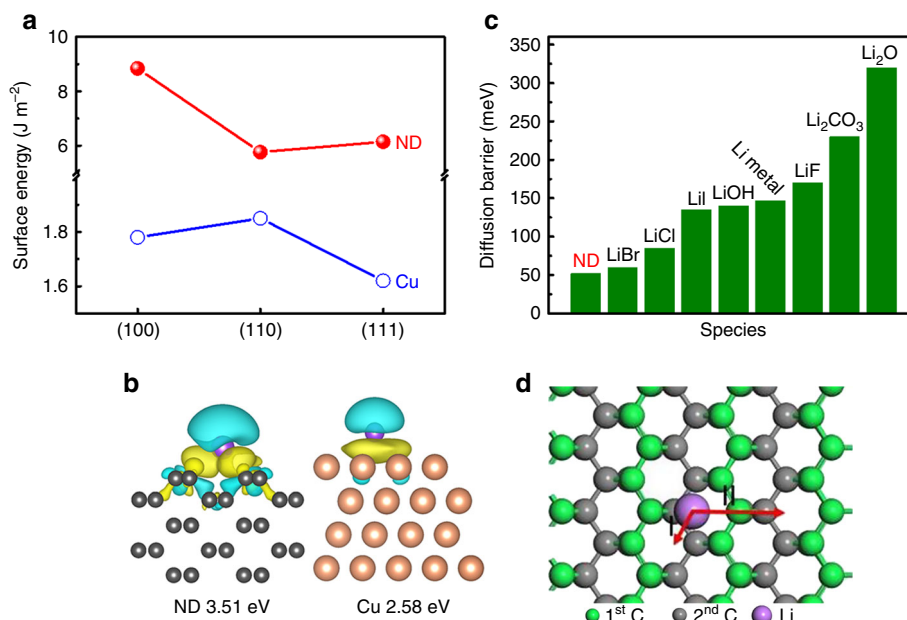 a
Surface energy (J m⁻²)
10
8
6
1.8
1.6
ND
Cu
(100) (110) (111)
c
Diffusion barrier (meV)
350
300
250
200
150
100
50
0
ND
LiBr
LiCl
LiI
LiOH
Li metal
LiF
Li₂CO₃
Li₂O
Species
b
ND 3.51 eV Cu 2.58 eV
d
I
II
1ˢᵗ C 2ⁿᵈ C Li